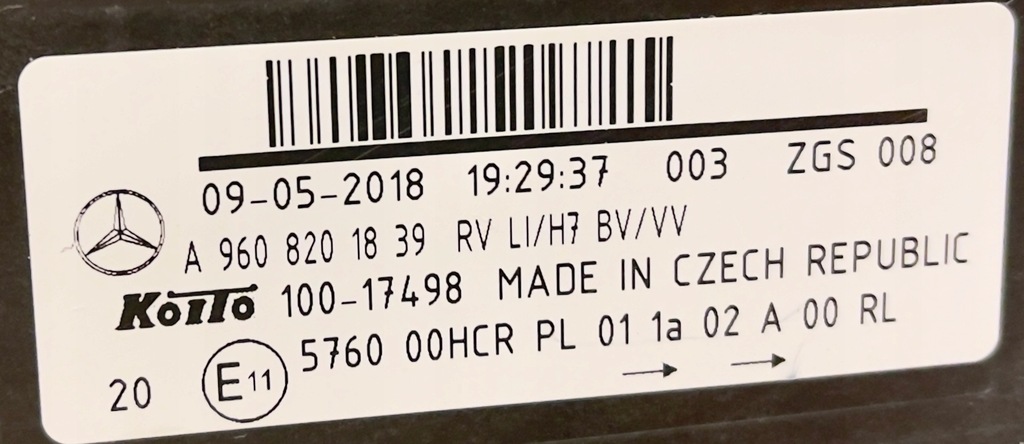 09-05-2018 19:29:37 003 ZGS 008
A 960 820 18 39 RV LI/H7 BV/VV
KOITO 100-17498 MADE IN CZECH REPUBLIC
5760 00HCR PL 01 1a 02 A 00 RL
20 E11